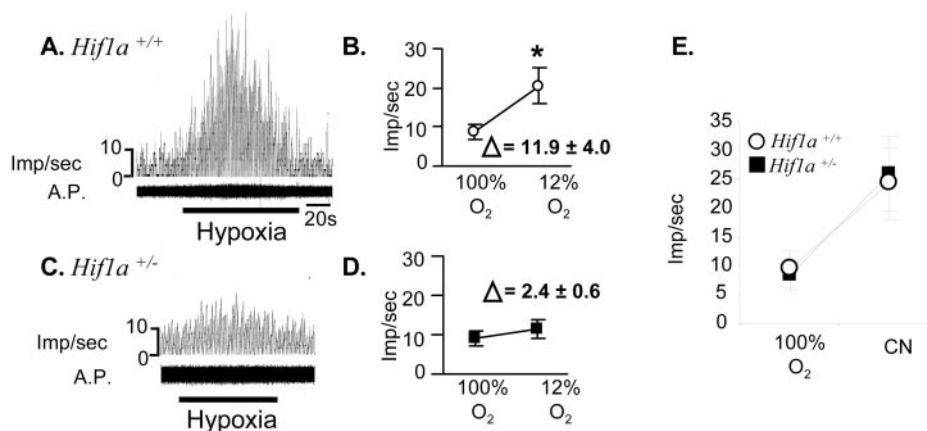 A. Hif1a +/+
10
Imp/sec
0
A.P.
20s
Hypoxia
B.
30
20
10
0
Imp/sec
*
Δ = 11.9 ± 4.0
100% O2
12% O2
C. Hif1a +/-
10
Imp/sec
0
A.P.
Hypoxia
D.
30
20
10
0
Imp/sec
Δ = 2.4 ± 0.6
100% O2
12% O2
E.
35
30
25
20
15
10
5
0
Imp/sec
Hif1a +/+
Hif1a +/-
100% O2
CN